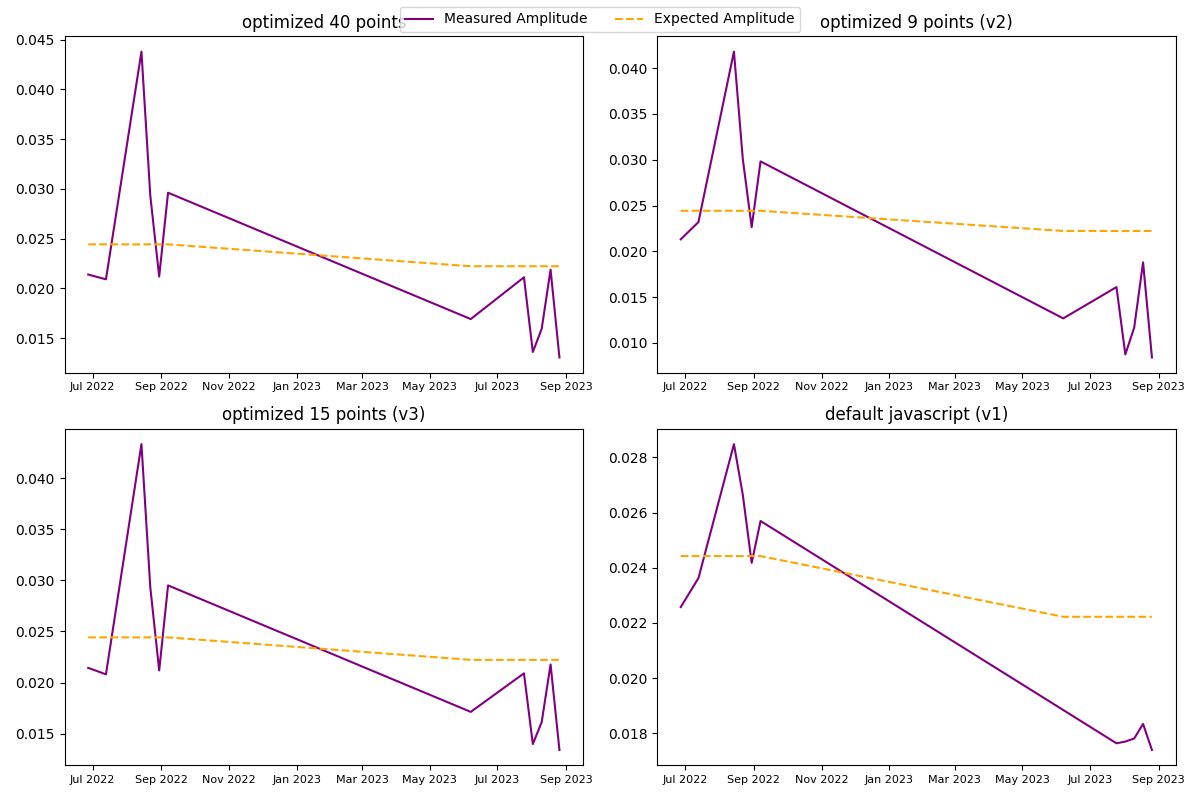 Measured Amplitude Expected Amplitude
optimized 40 points
0.045
0.040
0.035
0.030
0.025
0.020
0.015
Jul 2022 Sep 2022 Nov 2022 Jan 2023 Mar 2023 May 2023 Jul 2023 Sep 2023
optimized 9 points (v2)
0.040
0.035
0.030
0.025
0.020
0.015
0.010
Jul 2022 Sep 2022 Nov 2022 Jan 2023 Mar 2023 May 2023 Jul 2023 Sep 2023
optimized 15 points (v3)
0.040
0.035
0.030
0.025
0.020
0.015
Jul 2022 Sep 2022 Nov 2022 Jan 2023 Mar 2023 May 2023 Jul 2023 Sep 2023
default javascript (v1)
0.028
0.026
0.024
0.022
0.020
0.018
Jul 2022 Sep 2022 Nov 2022 Jan 2023 Mar 2023 May 2023 Jul 2023 Sep 2023